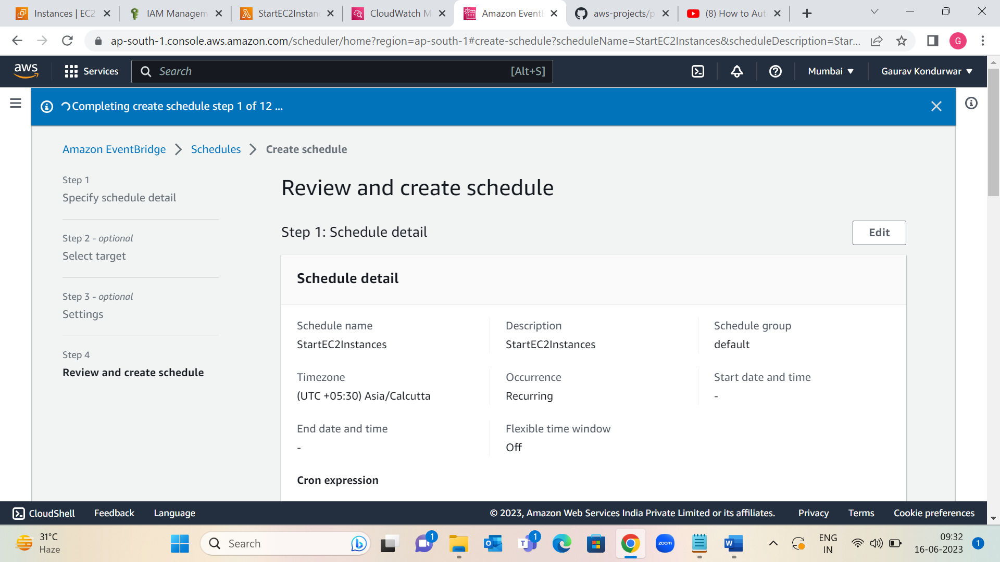 Instances | EC2
IAM Managem
StartEC2Instanc
CloudWatch M
Amazon Event
aws-projects/p
(8) How to Aut
ap-south-1.console.aws.amazon.com/scheduler/home?region=ap-south-1#create-schedule?scheduleName=StartEC2Instances&scheduleDescription=Star...
G
aws
Services
Search
[Alt+S]
Mumbai
Gaurav Kondurwar
Completing create schedule step 1 of 12 ...
Amazon EventBridge
Schedules
Create schedule
Step 1
Specify schedule detail
Step 2 - optional
Select target
Step 3 - optional
Settings
Step 4
Review and create schedule
Review and create schedule
Step 1: Schedule detail
Edit
Schedule detail
Schedule name
StartEC2Instances
Description
StartEC2Instances
Schedule group
default
Timezone
(UTC +05:30) Asia/Calcutta
Occurrence
Recurring
Start date and time
-
End date and time
-
Flexible time window
Off
Cron expression
CloudShell
Feedback
Language
© 2023, Amazon Web Services India Private Limited or its affiliates.
Privacy
Terms
Cookie preferences
31°C
Haze
Search
1
1
zoom
W
ENG
IN
09:32
16-06-2023
1